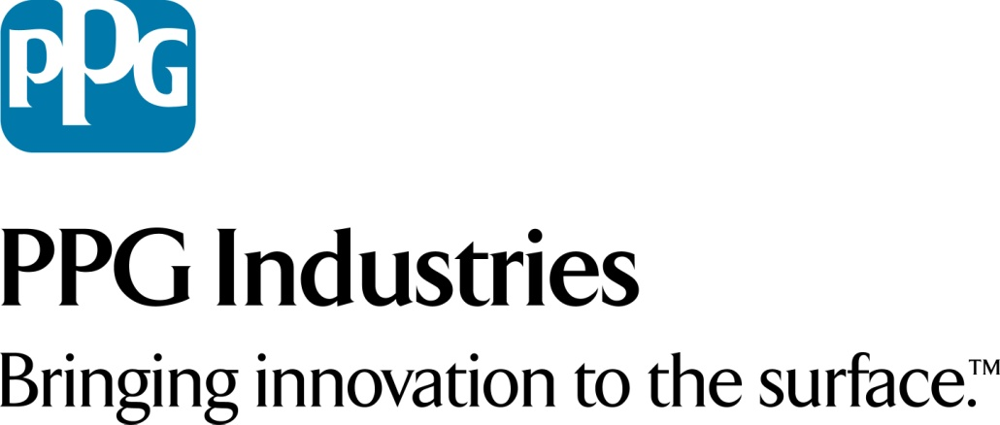 PPG
PPG Industries
Bringing innovation to the surface.™